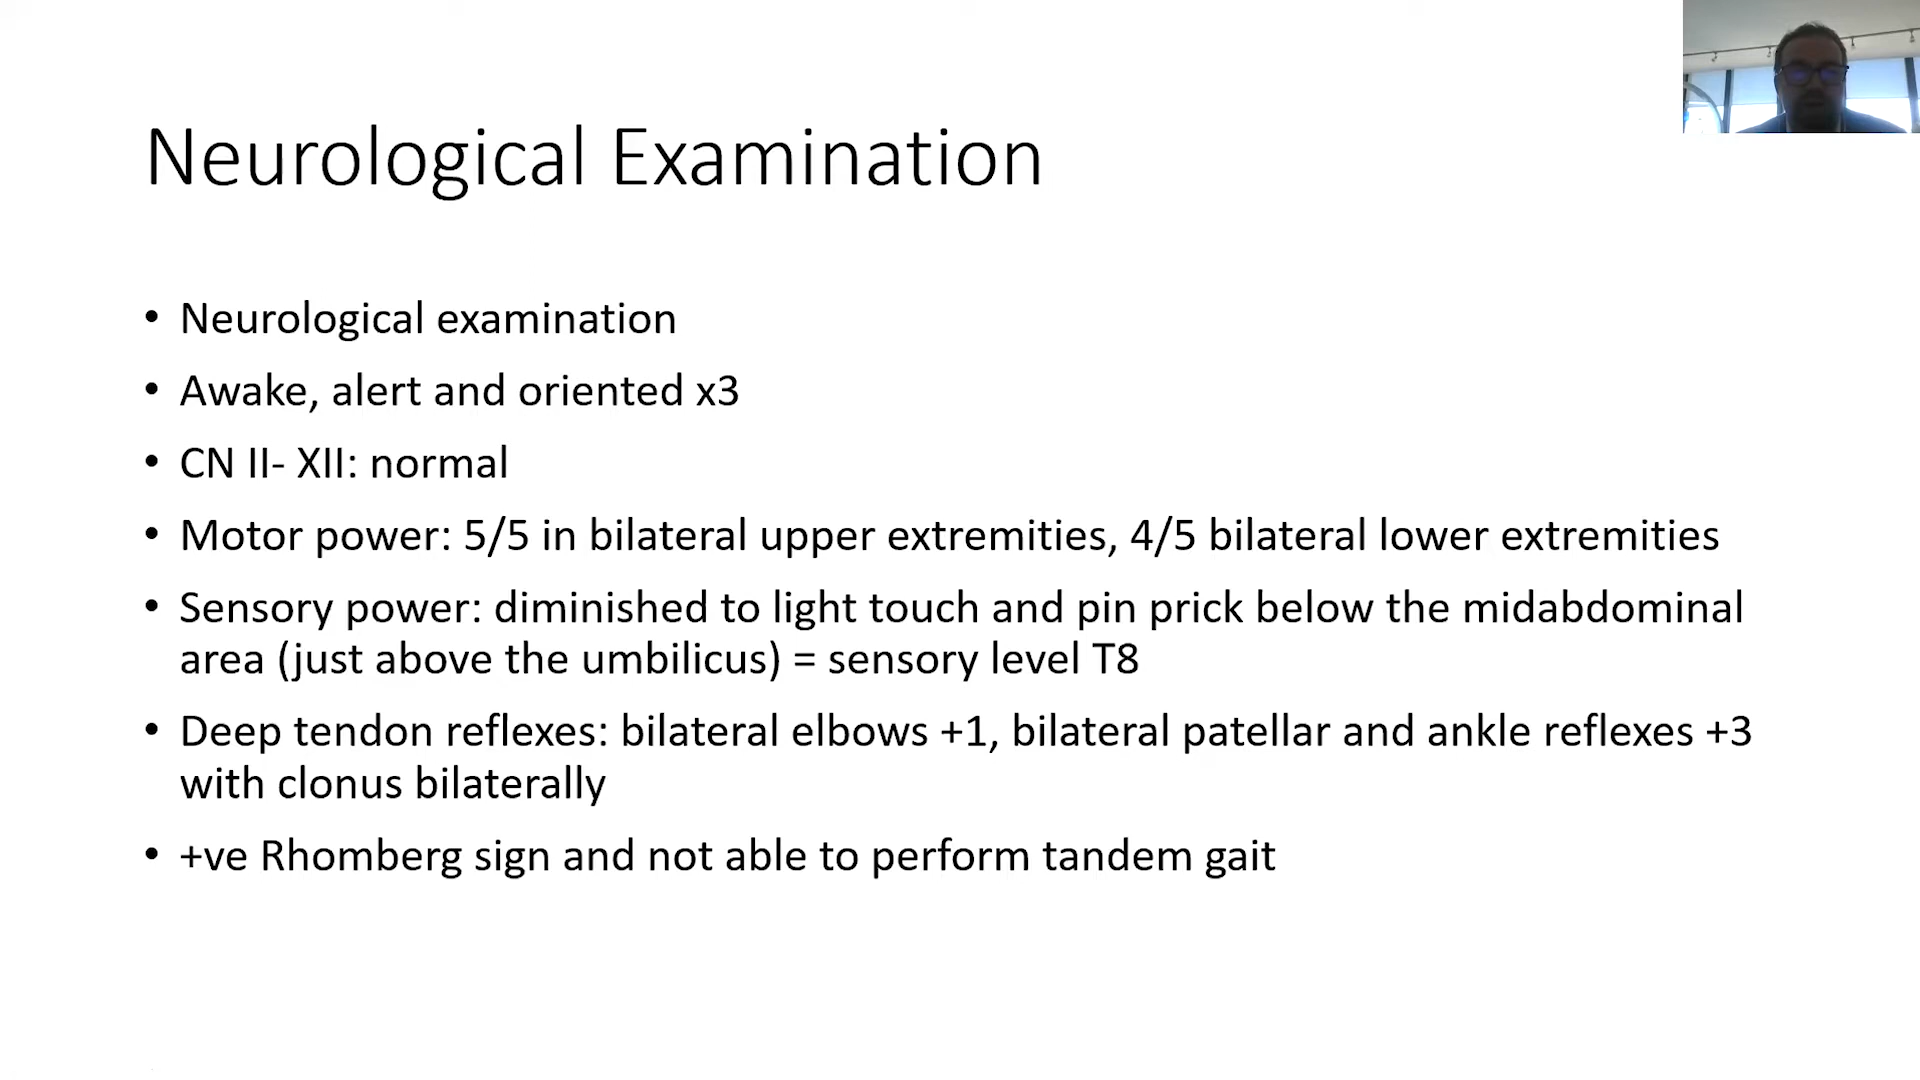 Neurological Examination
• Neurological examination
• Awake, alert and oriented x3
• CN II- XII: normal
• Motor power: 5/5 in bilateral upper extremities, 4/5 bilateral lower extremities
• Sensory power: diminished to light touch and pin prick below the midabdominal
area (just above the umbilicus) = sensory level T8
• Deep tendon reflexes: bilateral elbows +1, bilateral patellar and ankle reflexes +3
with clonus bilaterally
• +ve Rhomberg sign and not able to perform tandem gait